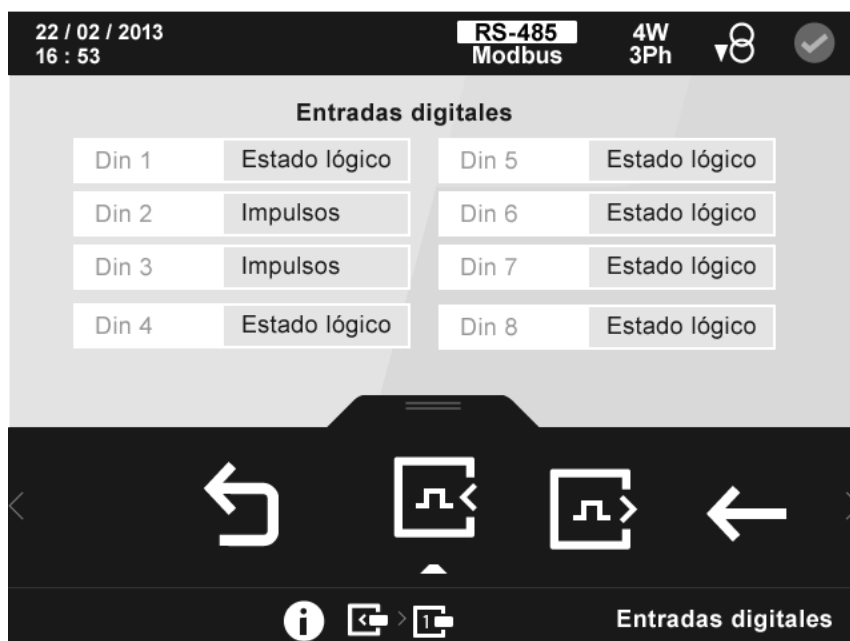 22 / 02 / 2013
16 : 53
RS-485
Modbus
4W
3Ph
Entradas digitales
Din 1 Estado lógico
Din 2 Impulsos
Din 3 Impulsos
Din 4 Estado lógico
Din 5 Estado lógico
Din 6 Estado lógico
Din 7 Estado lógico
Din 8 Estado lógico
i
1
Entradas digitales